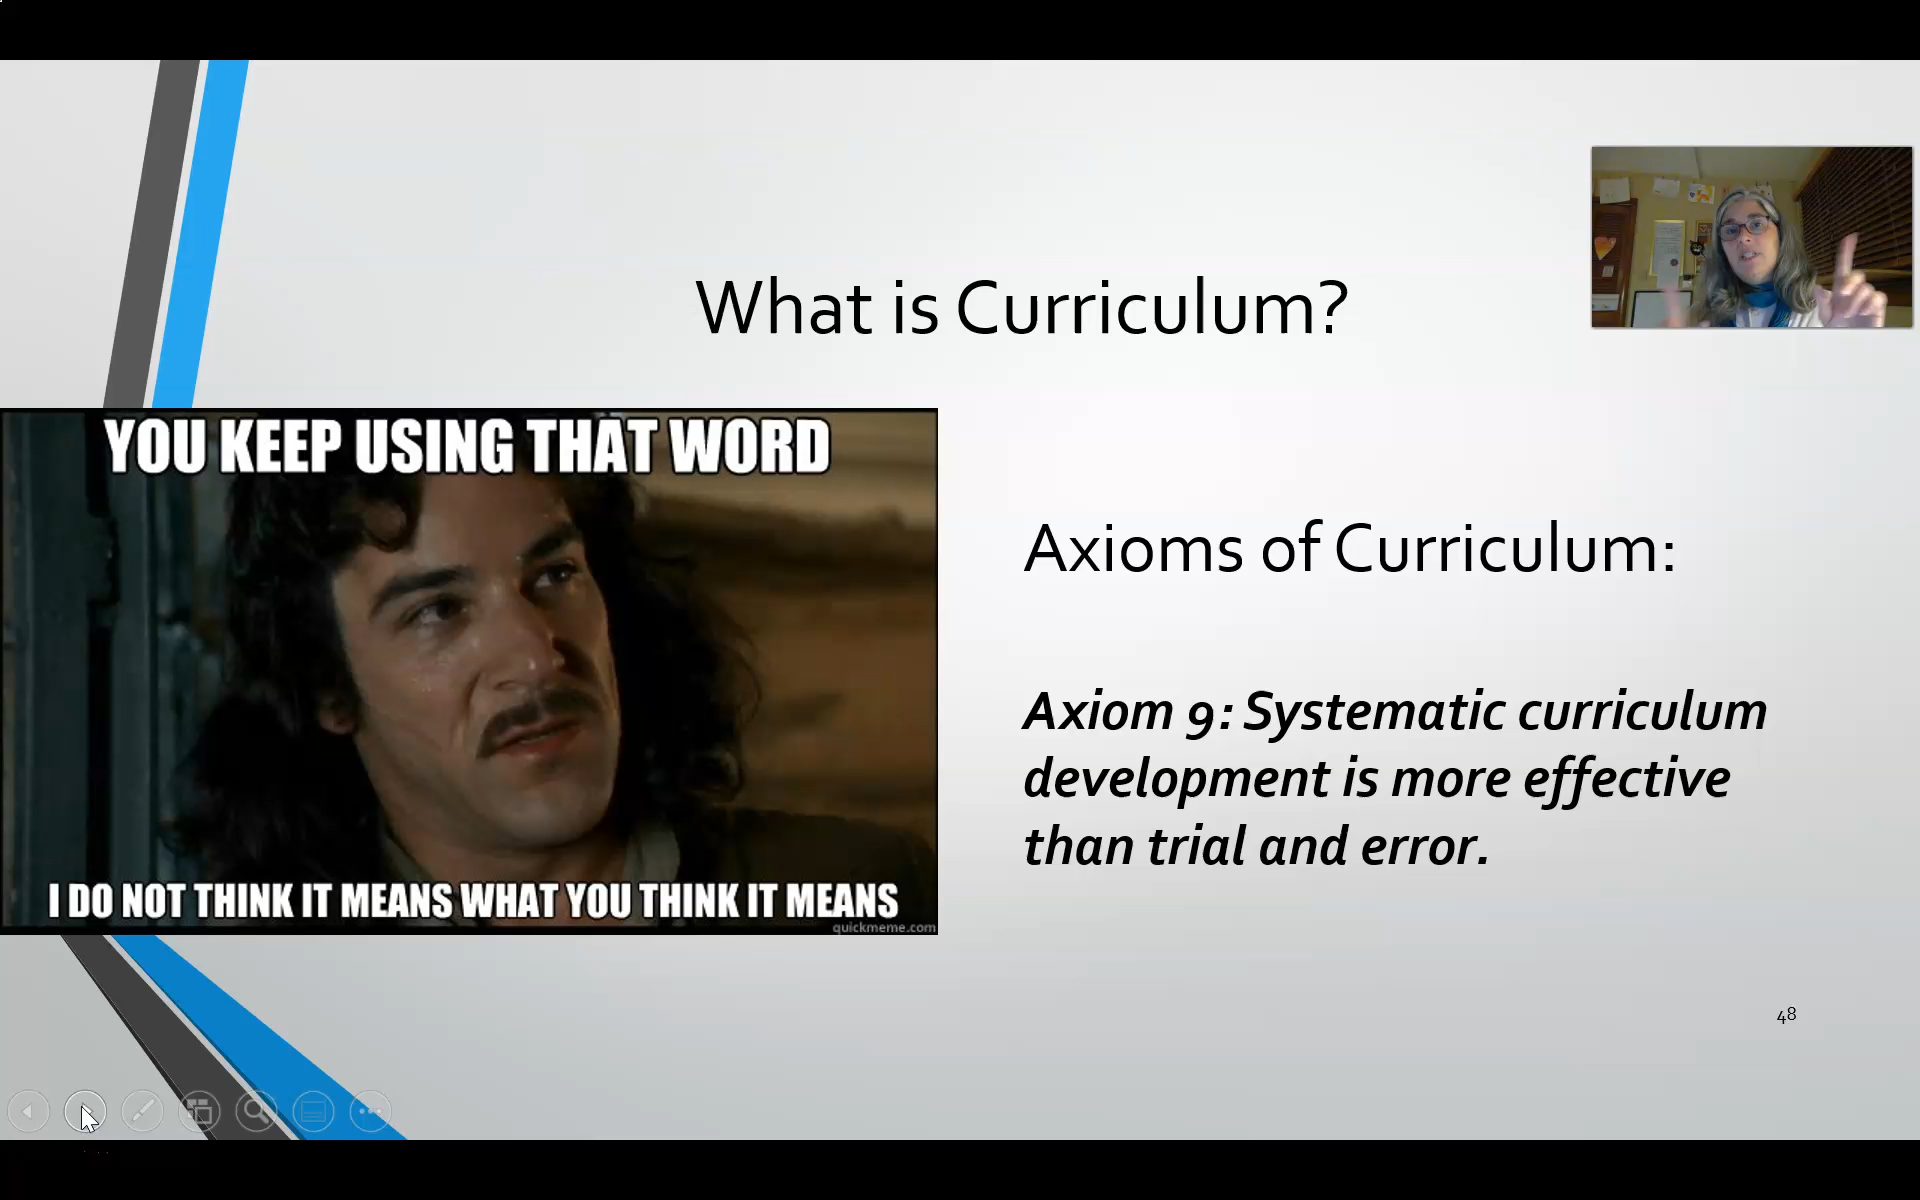 What is Curriculum?
YOU KEEP USING THAT WORD
I DO NOT THINK IT MEANS WHAT YOU THINK IT MEANS
quickmeme.com
Axioms of Curriculum:
Axiom 9: Systematic curriculum
development is more effective
than trial and error.
48